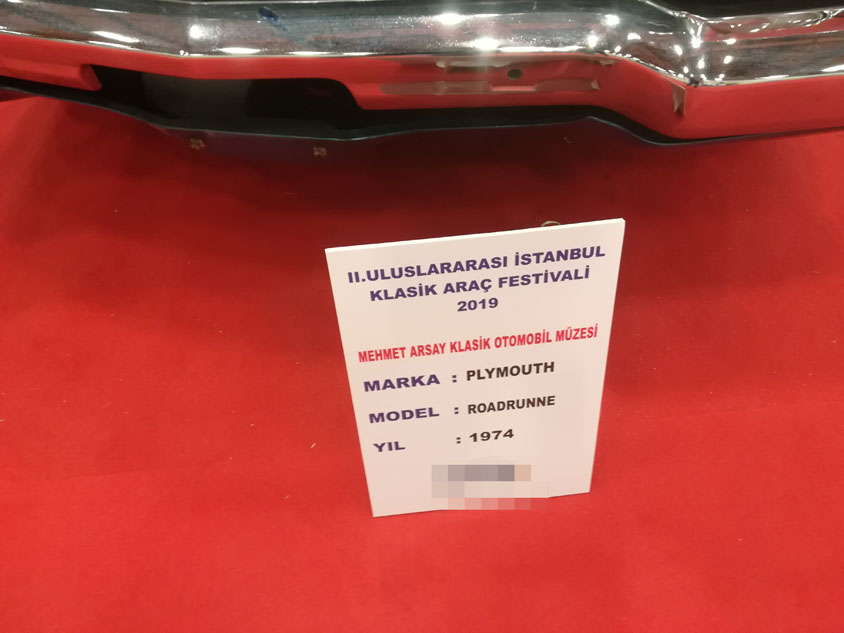 II.ULUSLARARASI İSTANBUL
KLASİK ARAÇ FESTİVALİ
2019
MEHMET ARSAY KLASİK OTOMOBİL MÜZESİ
MARKA : PLYMOUTH
MODEL : ROADRUNNE
YIL : 1974